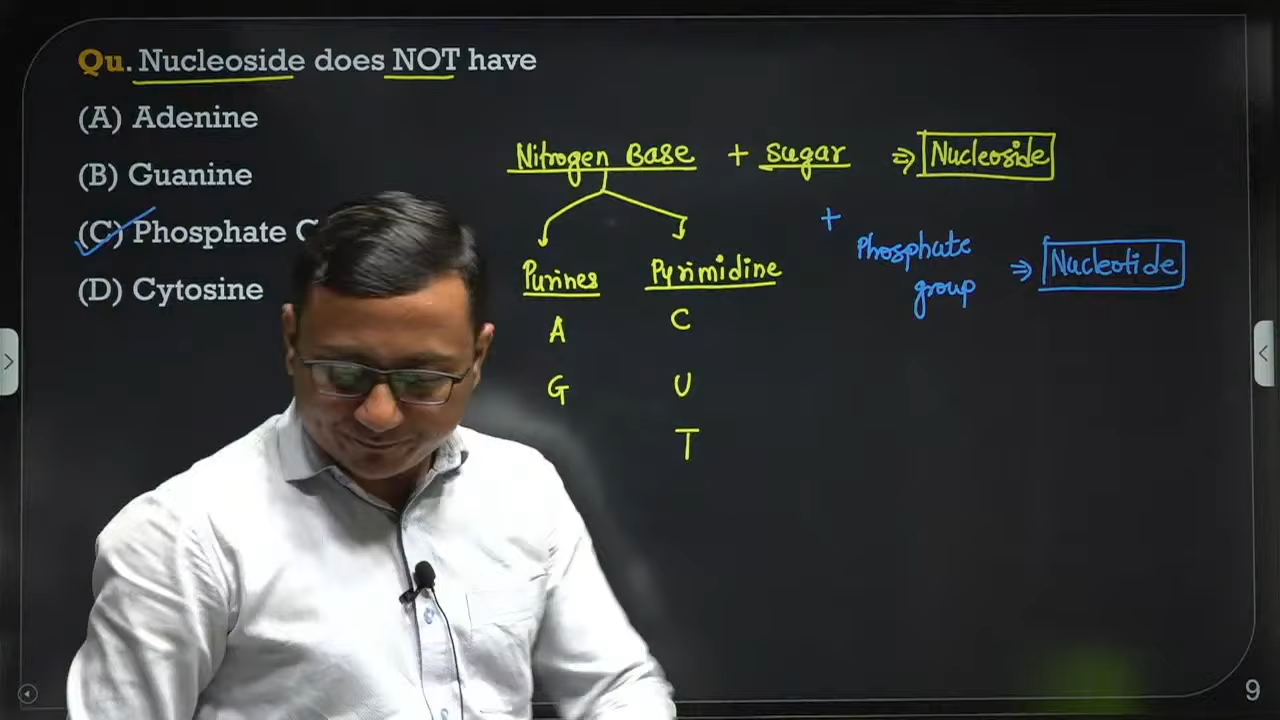 Qu. Nucleoside does NOT have
(A) Adenine
(B) Guanine
(C) Phosphate
(D) Cytosine
Nitrogen Base + Sugar ⇒ Nucleoside
+ Phosphate group ⇒ Nucleotide
Purines
A
G
Pyrimidine
C
U
T
9